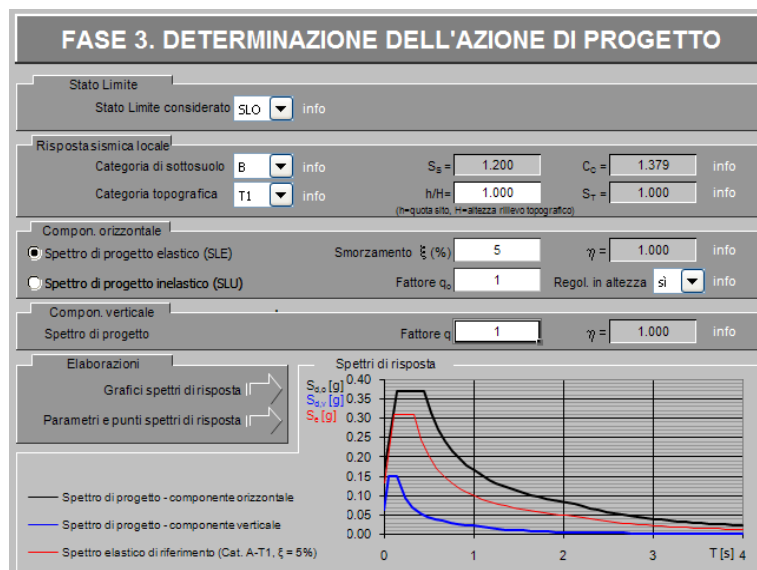 FASE 3. DETERMINAZIONE DELL'AZIONE DI PROGETTO
Stato Limite
Stato Limite considerato SLO info
Risposta sismica locale
Categoria di sottosuolo B info SS = 1.200 CC = 1.379 info
Categoria topografica T1 info h/H= 1.000 ST = 1.000 info
(h=quota sito, H=altezza rilievo topografico)
Compon. orizzontale
Spettro di progetto elastico (SLE) Smorzamento ξ (%) 5 η = 1.000 info
Spettro di progetto inelastico (SLU) Fattore qo 1 Regol. in altezza sì info
Compon. verticale
Spettro di progetto Fattore q 1 η = 1.000 info
Elaborazioni
Grafici spettri di risposta
Parametri e punti spettri di risposta
Spettri di risposta
Sd,o [g] 0.40
Sd,v [g] 0.35
Se [g] 0.30
0.25
0.20
0.15
0.10
0.05
0.00
0 1 2 3 T [s] 4
Spettro di progetto - componente orizzontale
Spettro di progetto - componente verticale
Spettro elastico di riferimento (Cat. A-T1, ξ = 5%)